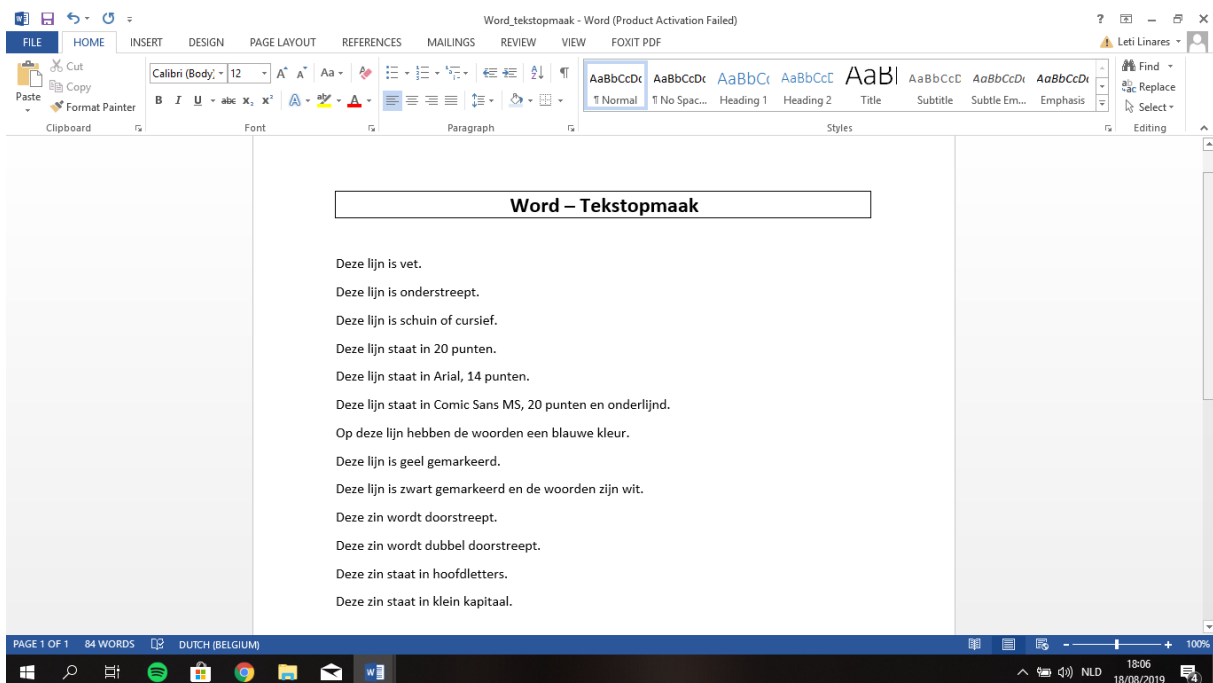 Word_tekstopmaak - Word (Product Activation Failed)
FILE HOME INSERT DESIGN PAGE LAYOUT REFERENCES MAILINGS REVIEW VIEW FOXIT PDF Leti Linares
Cut
Copy
Paste
Format Painter
Calibri (Body) 12
AaBbCcDc AaBbCcDc AaBbCc AaBbCcD AaBl AaBbCcD AaBbCcDc AaBbCcDc
¶ Normal ¶ No Spac... Heading 1 Heading 2 Title Subtitle Subtle Em... Emphasis
Find
Replace
Select
Clipboard Font Paragraph Styles Editing
Word – Tekstopmaak
Deze lijn is vet.
Deze lijn is onderstreept.
Deze lijn is schuin of cursief.
Deze lijn staat in 20 punten.
Deze lijn staat in Arial, 14 punten.
Deze lijn staat in Comic Sans MS, 20 punten en onderlijnd.
Op deze lijn hebben de woorden een blauwe kleur.
Deze lijn is geel gemarkeerd.
Deze lijn is zwart gemarkeerd en de woorden zijn wit.
Deze zin wordt doorstreept.
Deze zin wordt dubbel doorstreept.
Deze zin staat in hoofdletters.
Deze zin staat in klein kapitaal.
PAGE 1 OF 1 84 WORDS DUTCH (BELGIUM) 100%
NLD
18:06
18/08/2019
4